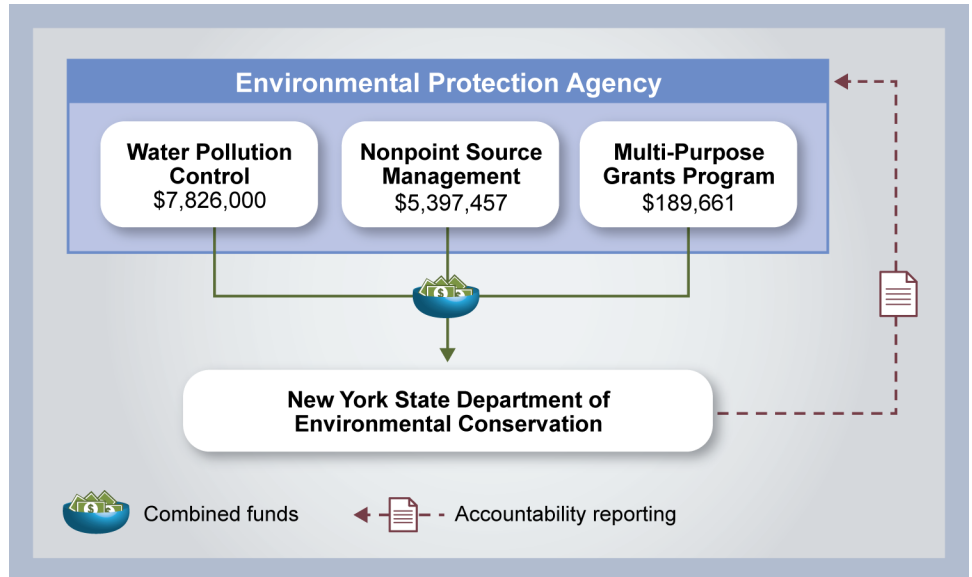 Environmental Protection Agency
Water Pollution
Control
$7,826,000
Nonpoint Source
Management
$5,397,457
Multi-Purpose
Grants Program
$189,661
New York State Department of
Environmental Conservation
Combined funds
Accountability reporting